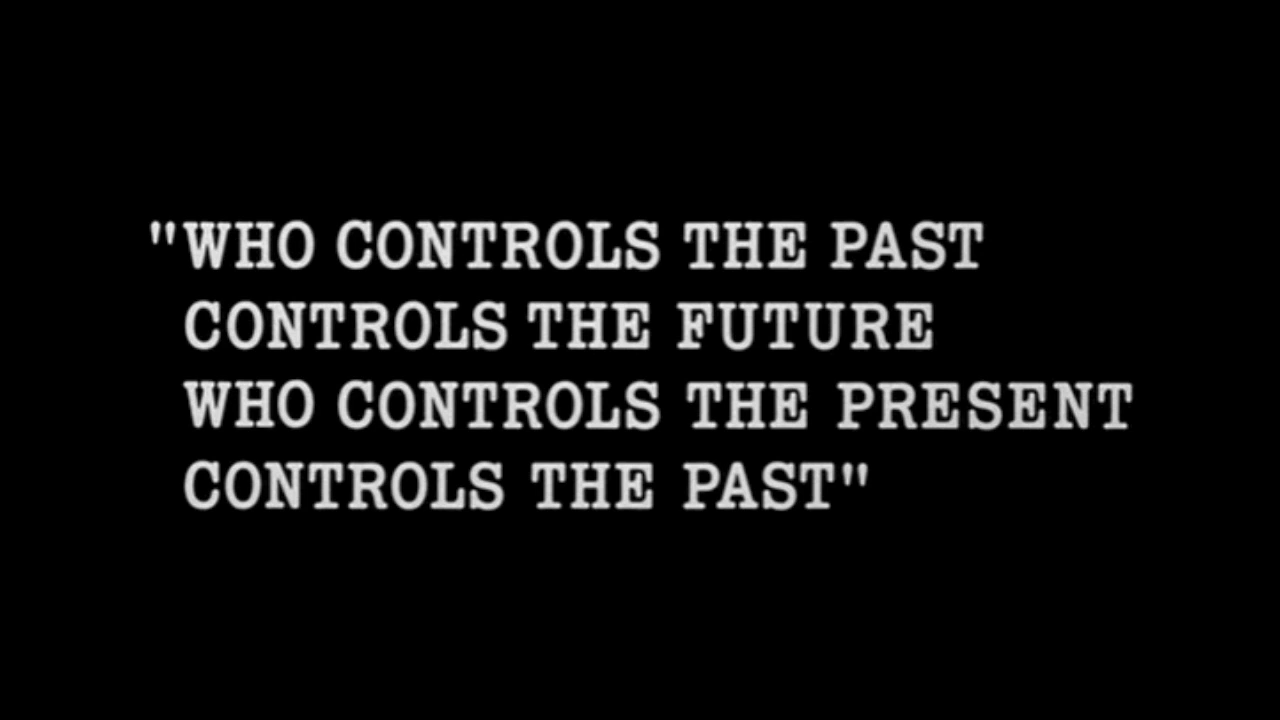 "WHO CONTROLS THE PAST
CONTROLS THE FUTURE
WHO CONTROLS THE PRESENT
CONTROLS THE PAST"